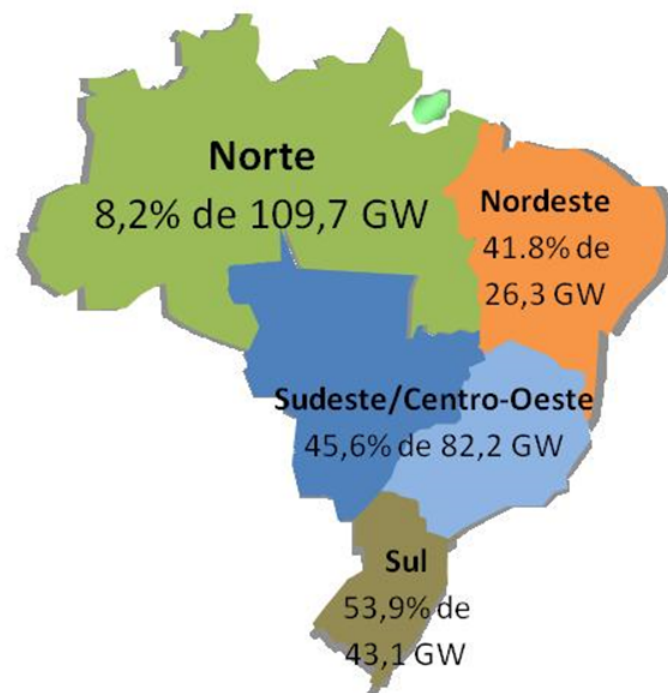 Norte
8,2% de 109,7 GW
Nordeste
41.8% de
26,3 GW
Sudeste/Centro-Oeste
45,6% de 82,2 GW
Sul
53,9% de
43,1 GW